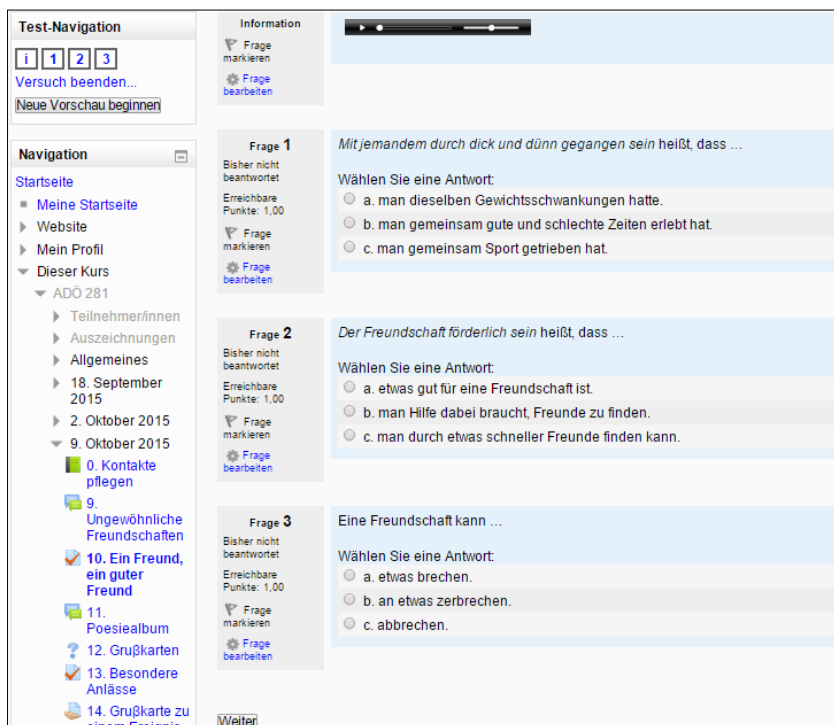 Test-Navigation
i 1 2 3
Versuch beenden...
Neue Vorschau beginnen
Navigation
Startseite
Meine Startseite
Website
Mein Profil
Dieser Kurs
ADÖ 281
Teilnehmer/innen
Auszeichnungen
Allgemeines
18. September
2015
2. Oktober 2015
9. Oktober 2015
0. Kontakte
pflegen
9.
Ungewöhnliche
Freundschaften
10. Ein Freund,
ein guter
Freund
11.
Poesiealbum
12. Grußkarten
13. Besondere
Anlässe
14. Grußkarte zu
einem Ereignis
Information
Frage
markieren
Frage
bearbeiten
Frage 1
Bisher nicht
beantwortet
Erreichbare
Punkte: 1,00
Frage
markieren
Frage
bearbeiten
Mit jemandem durch dick und dünn gegangen sein heißt, dass …
Wählen Sie eine Antwort:
a. man dieselben Gewichtsschwankungen hatte.
b. man gemeinsam gute und schlechte Zeiten erlebt hat.
c. man gemeinsam Sport getrieben hat.
Frage 2
Bisher nicht
beantwortet
Erreichbare
Punkte: 1,00
Frage
markieren
Frage
bearbeiten
Der Freundschaft förderlich sein heißt, dass …
Wählen Sie eine Antwort:
a. etwas gut für eine Freundschaft ist.
b. man Hilfe dabei braucht, Freunde zu finden.
c. man durch etwas schneller Freunde finden kann.
Frage 3
Bisher nicht
beantwortet
Erreichbare
Punkte: 1,00
Frage
markieren
Frage
bearbeiten
Eine Freundschaft kann …
Wählen Sie eine Antwort:
a. etwas brechen.
b. an etwas zerbrechen.
c. abbrechen.
Weiter